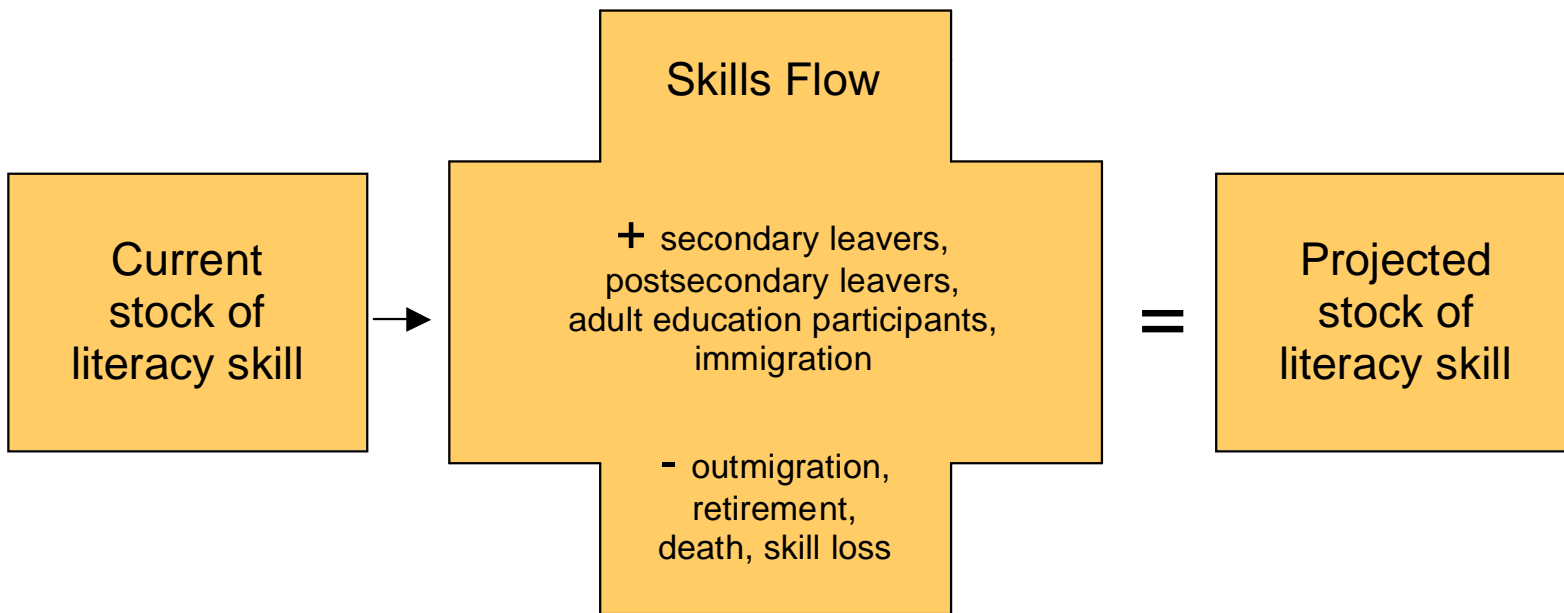 Current
stock of
literacy skill
Skills Flow
+ secondary leavers,
postsecondary leavers,
adult education participants,
immigration
- outmigration,
retirement,
death, skill loss
=
Projected
stock of
literacy skill